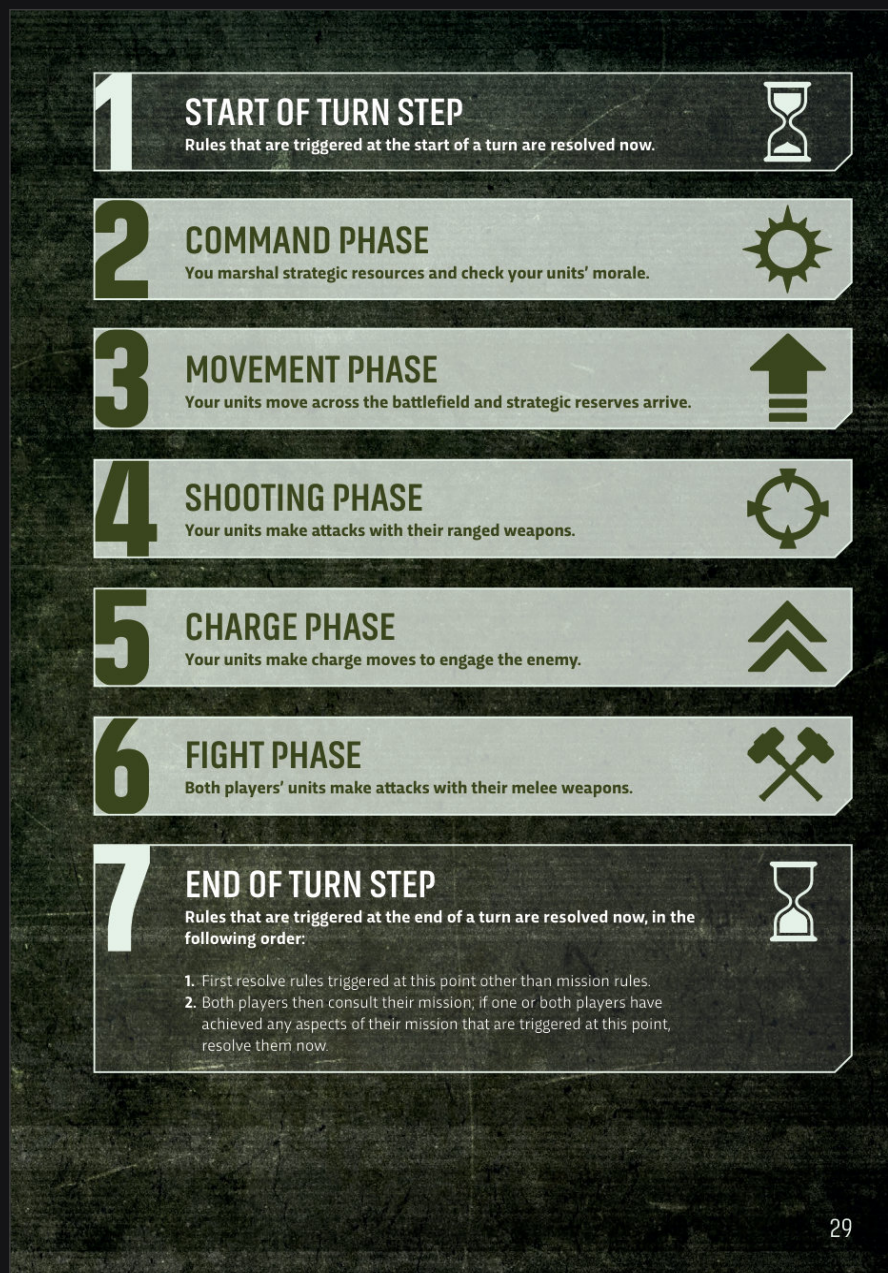 1
START OF TURN STEP
Rules that are triggered at the start of a turn are resolved now.
2
COMMAND PHASE
You marshal strategic resources and check your units’ morale.
3
MOVEMENT PHASE
Your units move across the battlefield and strategic reserves arrive.
4
SHOOTING PHASE
Your units make attacks with their ranged weapons.
5
CHARGE PHASE
Your units make charge moves to engage the enemy.
6
FIGHT PHASE
Both players’ units make attacks with their melee weapons.
7
END OF TURN STEP
Rules that are triggered at the end of a turn are resolved now, in the
following order:
1. First resolve rules triggered at this point other than mission rules.
2. Both players then consult their mission; if one or both players have
achieved any aspects of their mission that are triggered at this point,
resolve them now.
29